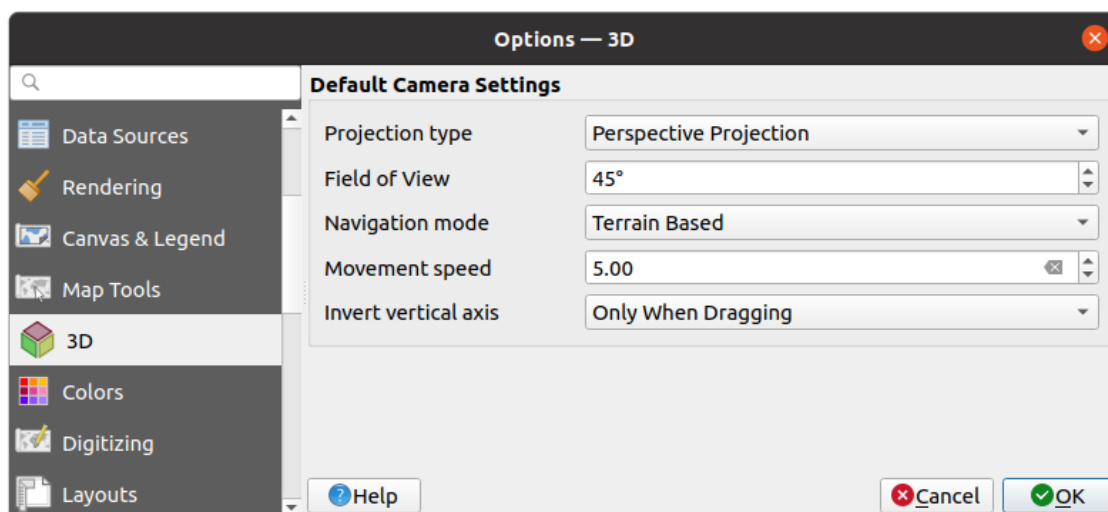 Options — 3D
Data Sources
Rendering
Canvas & Legend
Map Tools
3D
Colors
Digitizing
Layouts
Default Camera Settings
Projection type Perspective Projection
Field of View 45°
Navigation mode Terrain Based
Movement speed 5.00
Invert vertical axis Only When Dragging
Help Cancel OK